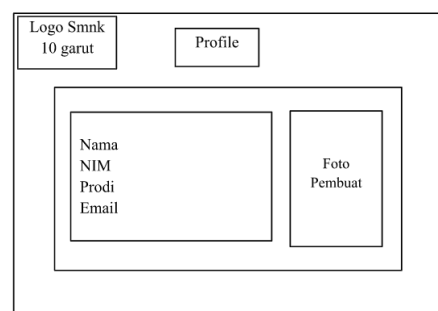 Logo Smnk
10 garut
Profile
Nama
NIM
Prodi
Email
Foto
Pembuat